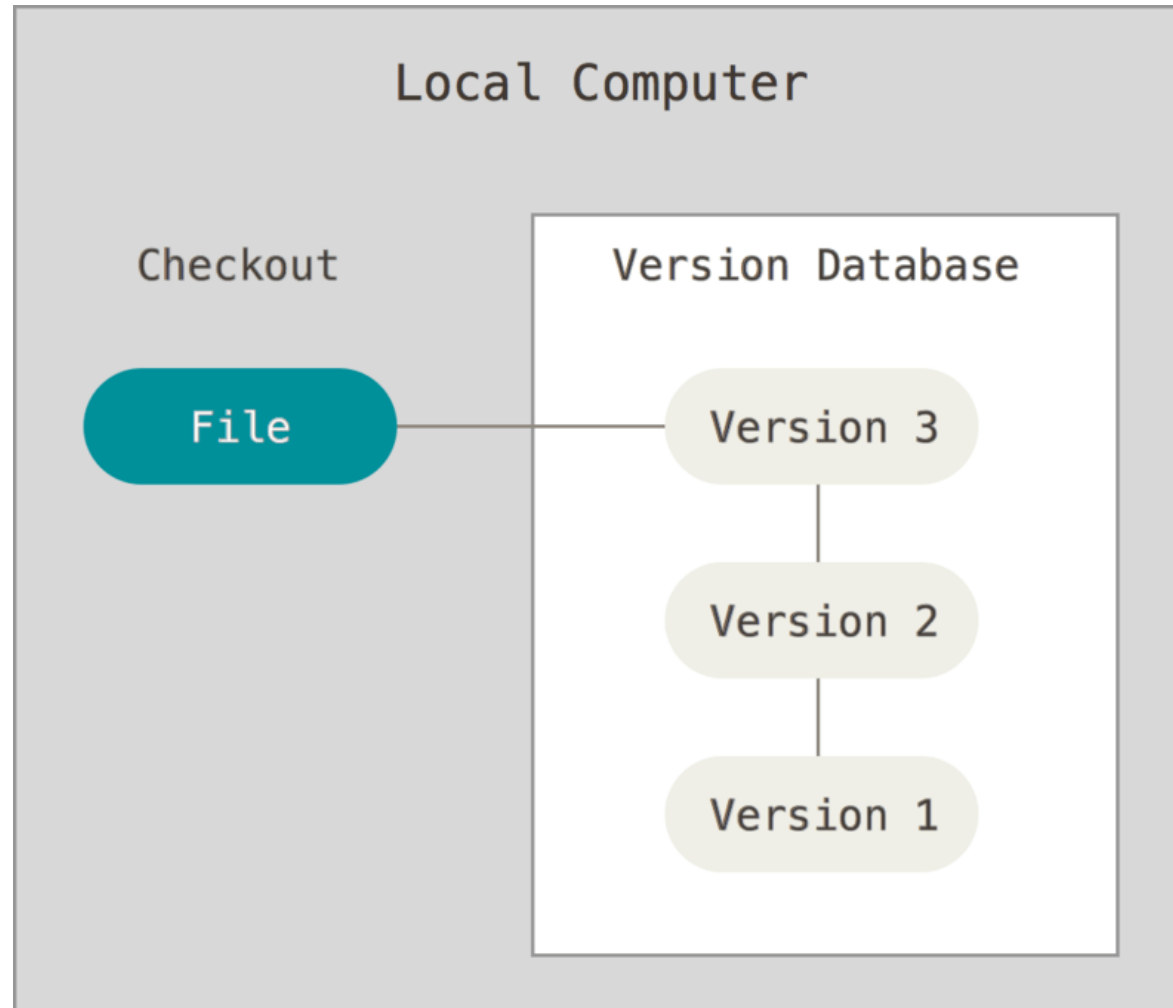 Local Computer
Checkout
Version Database
File
Version 3
Version 2
Version 1